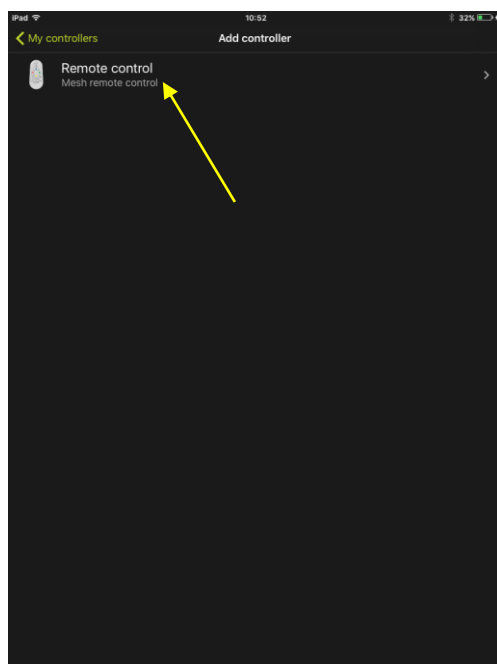 iPad 10:52 32%
My controllers Add controller
Remote control
Mesh remote control